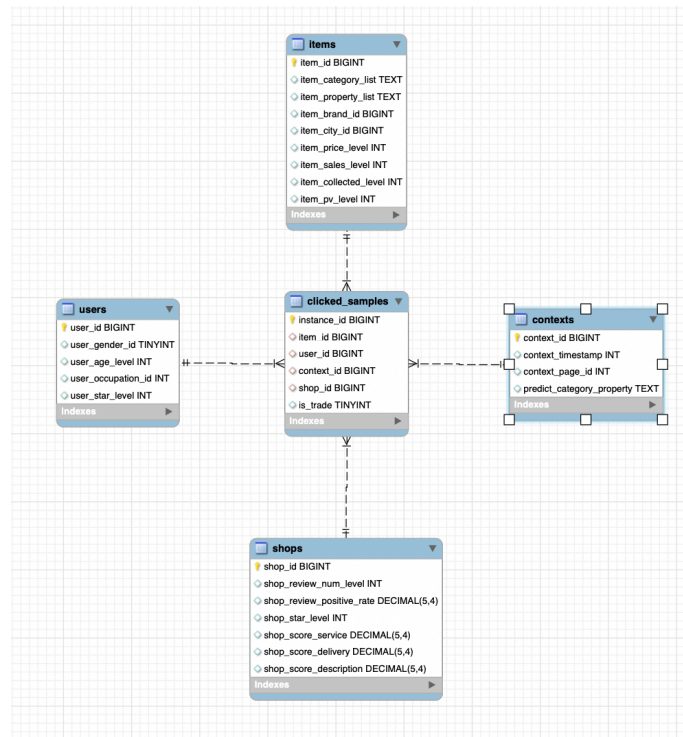 items
item_id BIGINT
item_category_list TEXT
item_property_list TEXT
item_brand_id BIGINT
item_city_id BIGINT
item_price_level INT
item_sales_level INT
item_collected_level INT
item_pv_level INT
Indexes
users
user_id BIGINT
user_gender_id TINYINT
user_age_level INT
user_occupation_id INT
user_star_level INT
Indexes
clicked_samples
instance_id BIGINT
item_id BIGINT
user_id BIGINT
context_id BIGINT
shop_id BIGINT
is_trade TINYINT
Indexes
contexts
context_id BIGINT
context_timestamp INT
context_page_id INT
predict_category_property TEXT
Indexes
shops
shop_id BIGINT
shop_review_num_level INT
shop_review_positive_rate DECIMAL(5,4)
shop_star_level INT
shop_score_service DECIMAL(5,4)
shop_score_delivery DECIMAL(5,4)
shop_score_description DECIMAL(5,4)
Indexes